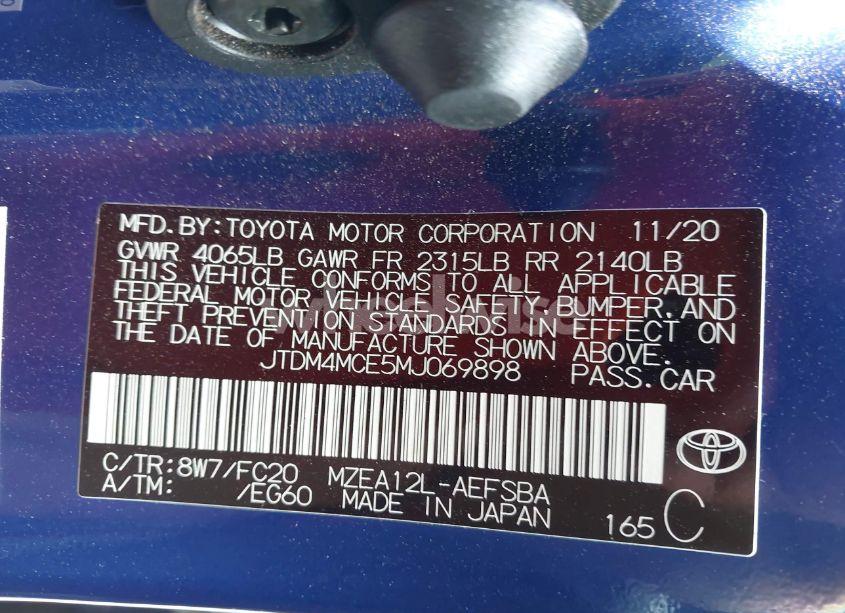 MFD. BY: TOYOTA MOTOR CORPORATION 11/20
GVWR 4065LB GAWR FR 2315LB RR 2140LB
THIS VEHICLE CONFORMS TO ALL APPLICABLE
FEDERAL MOTOR VEHICLE SAFETY, BUMPER, AND
THEFT PREVENTION STANDARDS IN EFFECT ON
THE DATE OF MANUFACTURE SHOWN ABOVE.
JTDM4MCE5MJ069898 PASS. CAR
C/TR: 8W7/FC20 MZEA12L-AEFSBA
A/TM: /EG60 MADE IN JAPAN 165 C